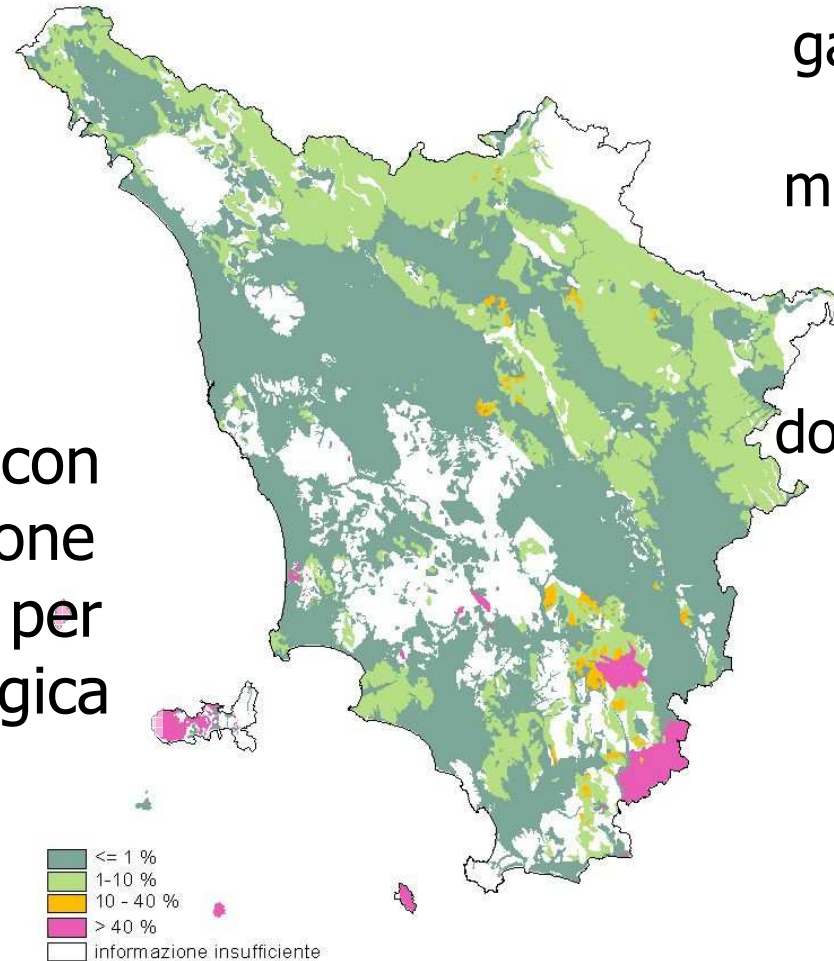 con
one
per
gica
ga
m
do
<= 1 %
1-10 %
10 - 40 %
> 40 %
informazione insufficiente